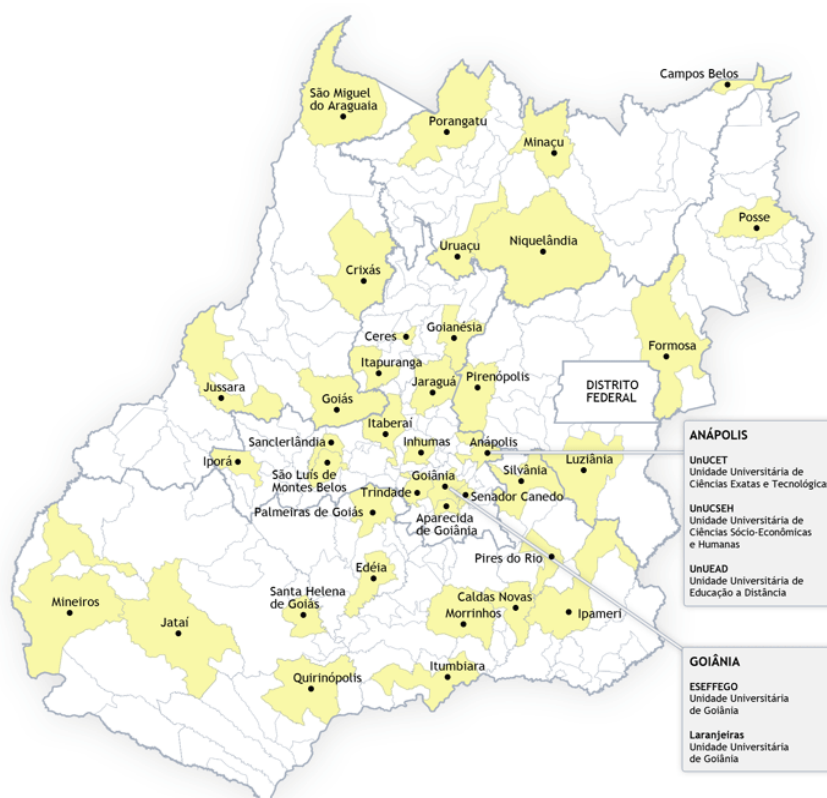 Campos Belos
São Miguel
do Araguaia
Porangatu
Minaçu
Posse
Uruaçu
Niquelândia
Crixás
Ceres
Goianésia
Formosa
Itapuranga
Jaraguá
Pirenópolis
Jussara
Goiás
DISTRITO
FEDERAL
Itaberaí
Sanclerlândia
Inhumas
Anápolis
Iporá
São Luís de
Montes Belos
Goiânia
Silvânia
Luziânia
Trindade
Senador Canedo
Palmeiras de Goiás
Aparecida
de Goiânia
Pires do Rio
Edéia
Mineiros
Jataí
Santa Helena
de Goiás
Caldas Novas
Morrinhos
Ipameri
Quirinópolis
Itumbiara
ANÁPOLIS
UnUCET
Unidade Universitária de
Ciências Exatas e Tecnológica
UnUCSEH
Unidade Universitária de
Ciências Sócio-Econômicas
e Humanas
UnUEAD
Unidade Universitária de
Educação a Distância
GOIÂNIA
ESEFFEGO
Unidade Universitária
de Goiânia
Laranjeiras
Unidade Universitária
de Goiânia